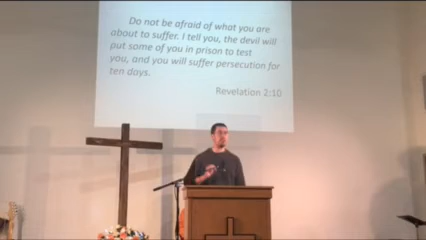 Do not be afraid of what you are
about to suffer. I tell you, the devil will
put some of you in prison to test
you, and you will suffer persecution for
ten days.
Revelation 2:10